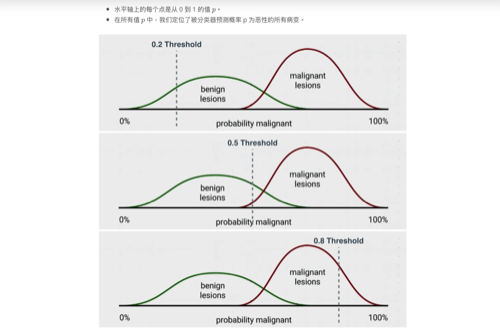 水平轴上的每个点是从 0 到 1 的值 p。
在所有值 p 中，我们定位了被分类器预测概率 p 为恶性的所有病变。
0.2 Threshold
benign
lesions
malignant
lesions
0%
probability malignant
100%
0.5 Threshold
benign
lesions
malignant
lesions
0%
probability malignant
100%
0.8 Threshold
benign
lesions
malignant
lesions
0%
probability malignant
100%